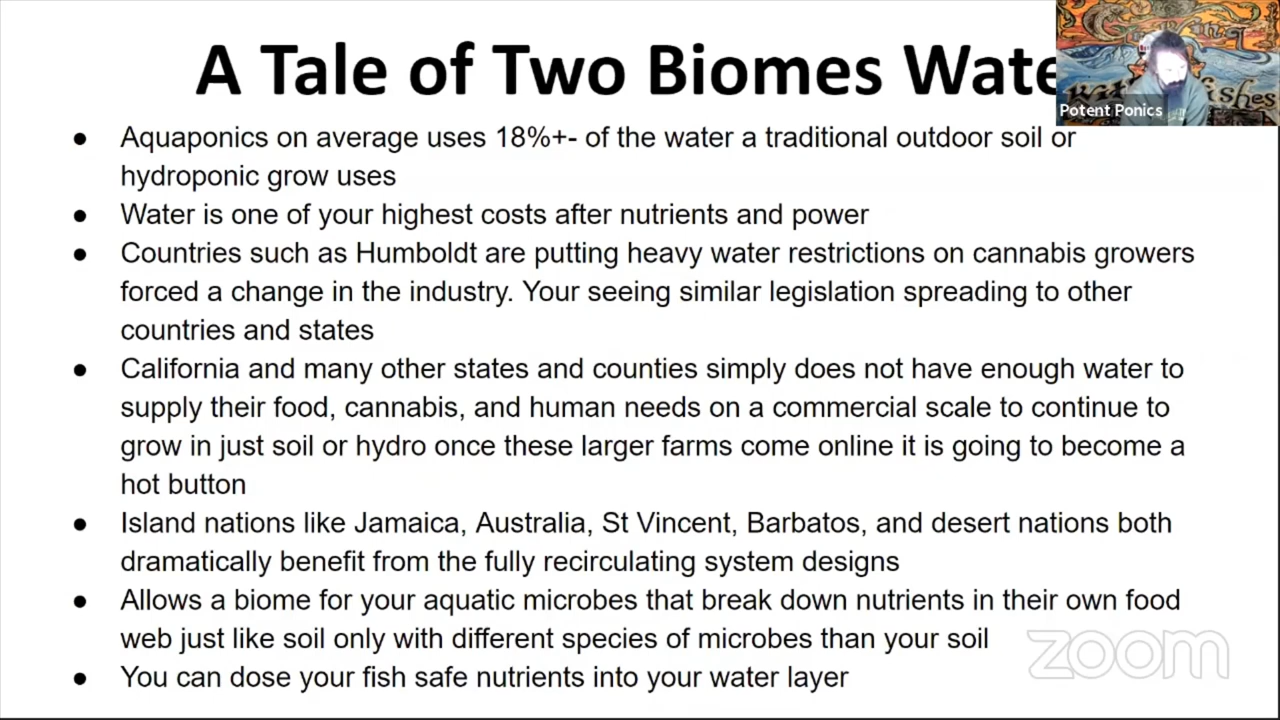 A Tale of Two Biomes Wate
Potent Ponics
● Aquaponics on average uses 18%+- of the water a traditional outdoor soil or
hydroponic grow uses
● Water is one of your highest costs after nutrients and power
● Countries such as Humboldt are putting heavy water restrictions on cannabis growers
forced a change in the industry. Your seeing similar legislation spreading to other
countries and states
● California and many other states and counties simply does not have enough water to
supply their food, cannabis, and human needs on a commercial scale to continue to
grow in just soil or hydro once these larger farms come online it is going to become a
hot button
● Island nations like Jamaica, Australia, St Vincent, Barbatos, and desert nations both
dramatically benefit from the fully recirculating system designs
● Allows a biome for your aquatic microbes that break down nutrients in their own food
web just like soil only with different species of microbes than your soil
● You can dose your fish safe nutrients into your water layer
zoom